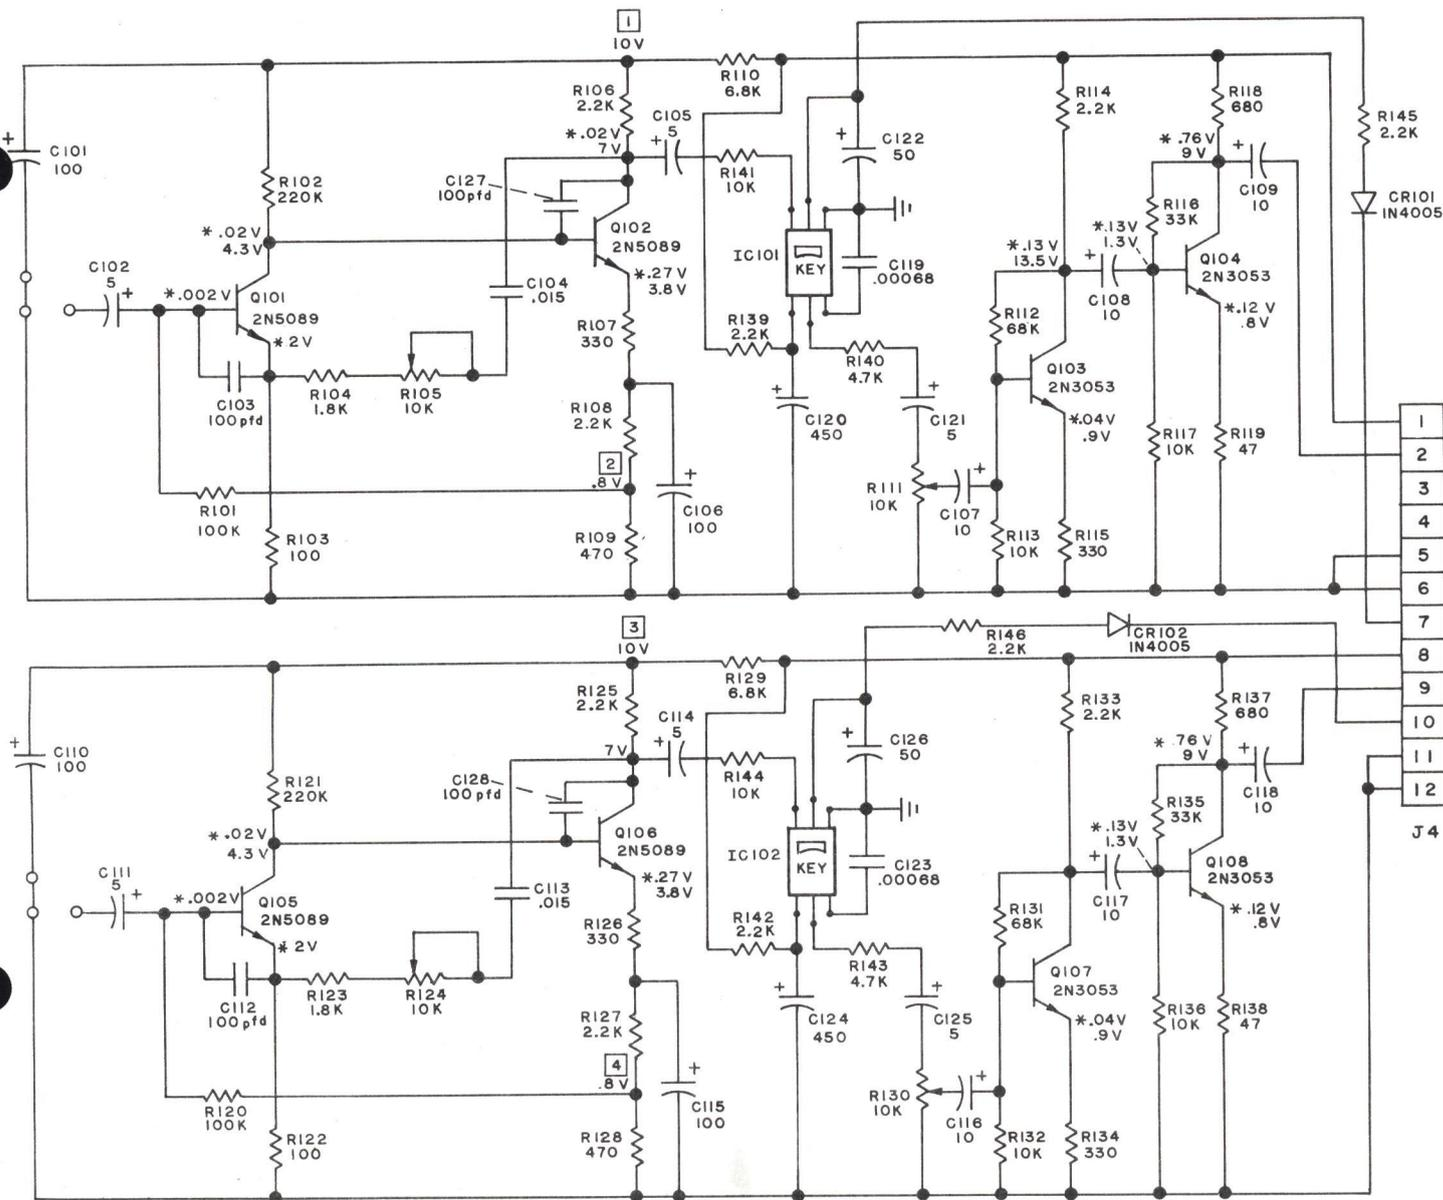 1
10V
R110
6.8K
R106
2.2K
*.02V
7V
C105
5
+
R141
10K
+
C122
50
R114
2.2K
R118
680
*.76V
9V
+
C109
10
R145
2.2K
CR101
1N4005
+
C101
100
R102
220K
C127
100pfd
*.02V
4.3V
Q102
2N5089
*.27V
3.8V
IC101
KEY
C119
.00068
R116
33K
*.13V
1.3V
*.13V
13.5V
+
C108
10
Q104
2N3053
*.12V
.8V
C102
5
+
*.002V
Q101
2N5089
*2V
C104
.015
R107
330
R139
2.2K
R140
4.7K
R112
68K
Q103
2N3053
*.04V
.9V
C103
100pfd
R104
1.8K
R105
10K
R108
2.2K
2
.8V
+
C120
450
+
C121
5
R117
10K
R119
47
R101
100K
R103
100
R109
470
+
C106
100
R111
10K
+
C107
10
R113
10K
R115
330
1
2
3
4
5
6
7
8
9
10
11
12
J4
3
10V
R129
6.8K
R146
2.2K
CR102
1N4005
R125
2.2K
7V
C114
5
+
R144
10K
+
C126
50
R133
2.2K
R137
680
*.76V
9V
+
C118
10
+
C110
100
R121
220K
C128
100pfd
*.02V
4.3V
Q106
2N5089
*.27V
3.8V
IC102
KEY
C123
.00068
R135
33K
*.13V
1.3V
+
C117
10
Q108
2N3053
*.12V
.8V
C111
5
+
*.002V
Q105
2N5089
*2V
C113
.015
R126
330
R142
2.2K
R143
4.7K
R131
68K
Q107
2N3053
*.04V
.9V
C112
100pfd
R123
1.8K
R124
10K
R127
2.2K
4
.8V
+
C124
450
+
C125
5
R136
10K
R138
47
R120
100K
R122
100
R128
470
+
C115
100
R130
10K
+
C116
10
R132
10K
R134
330